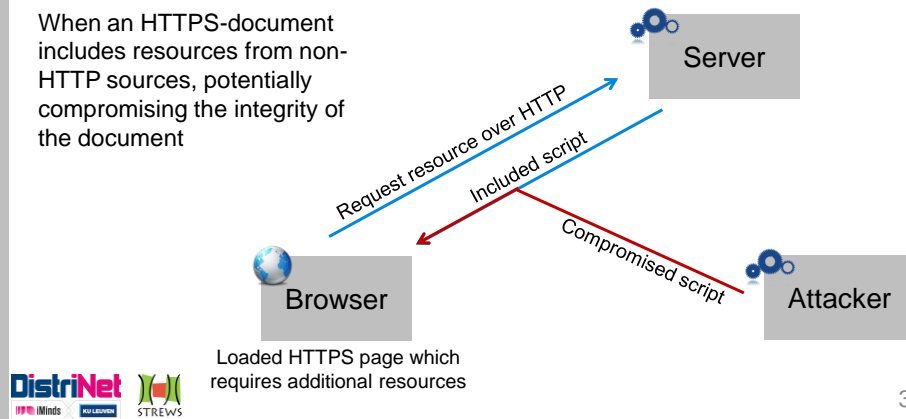 When an HTTPS-document
includes resources from non-
HTTP sources, potentially
compromising the integrity of
the document
Server
Request resource over HTTP
Included script
Compromised script
Browser
Attacker
Loaded HTTPS page which
requires additional resources
DistriNet
iMinds
KU LEUVEN
STREWS
3